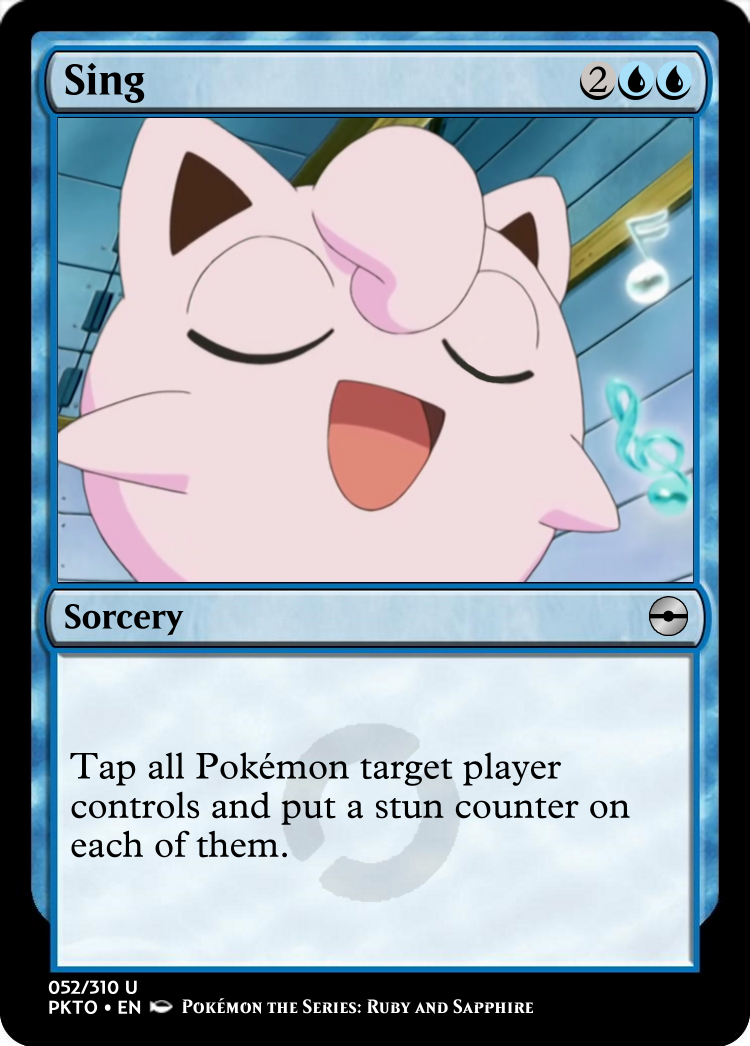 Sing 2
Sorcery
Tap all Pokémon target player
controls and put a stun counter on
each of them.
052/310 U
PKTO • EN Pokémon the Series: Ruby and Sapphire